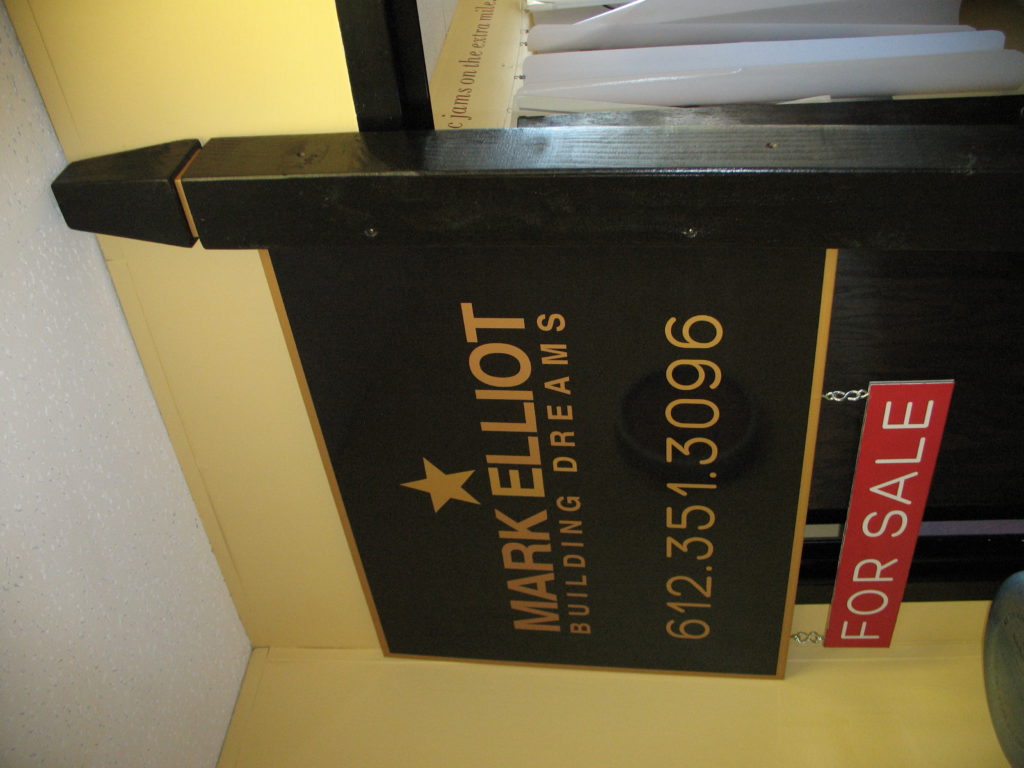 c jams on the extra mile.
MARK ELLIOT
BUILDING DREAMS
612.351.3096
FOR SALE